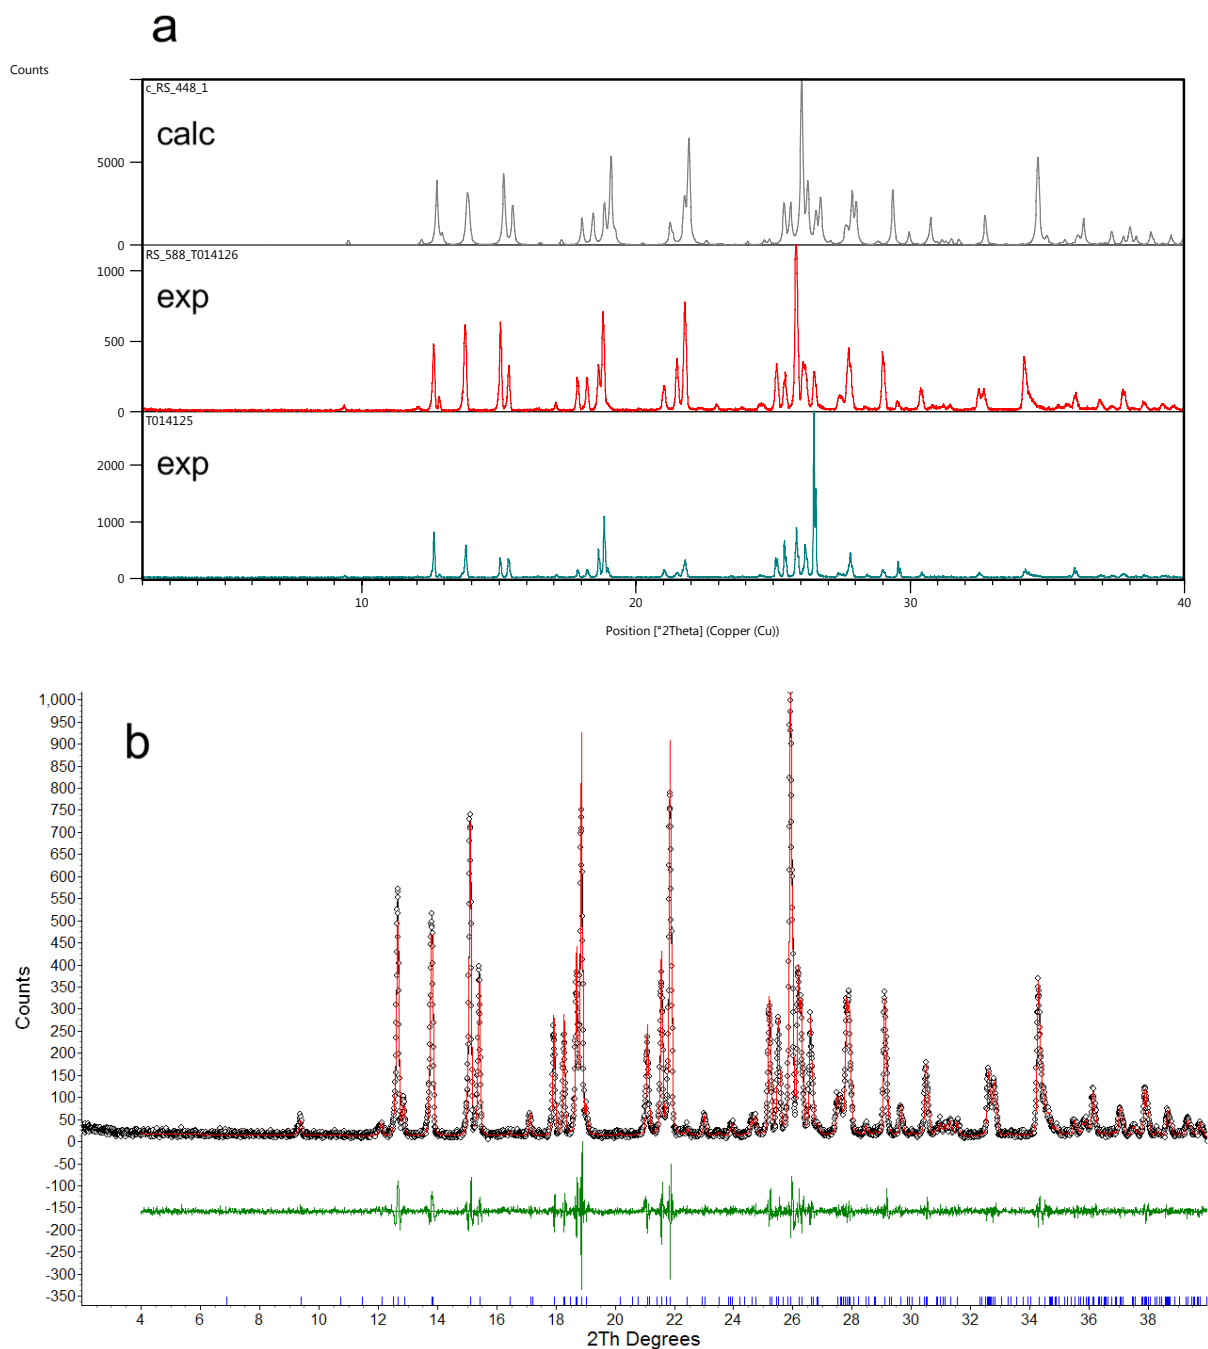 a
Counts
c_RS_448_1
calc
5000
0
RS_588_T014126
1000
exp
500
0
T014125
exp
2000
1000
0
10 20 30 40
Position [°2Theta] (Copper (Cu))
b
1,000
950
900
850
800
750
700
650
600
550
500
450
400
350
300
250
200
150
100
50
0
-50
-100
-150
-200
-250
-300
-350
Counts
4 6 8 10 12 14 16 18 20 22 24 26 28 30 32 34 36 38
2Th Degrees